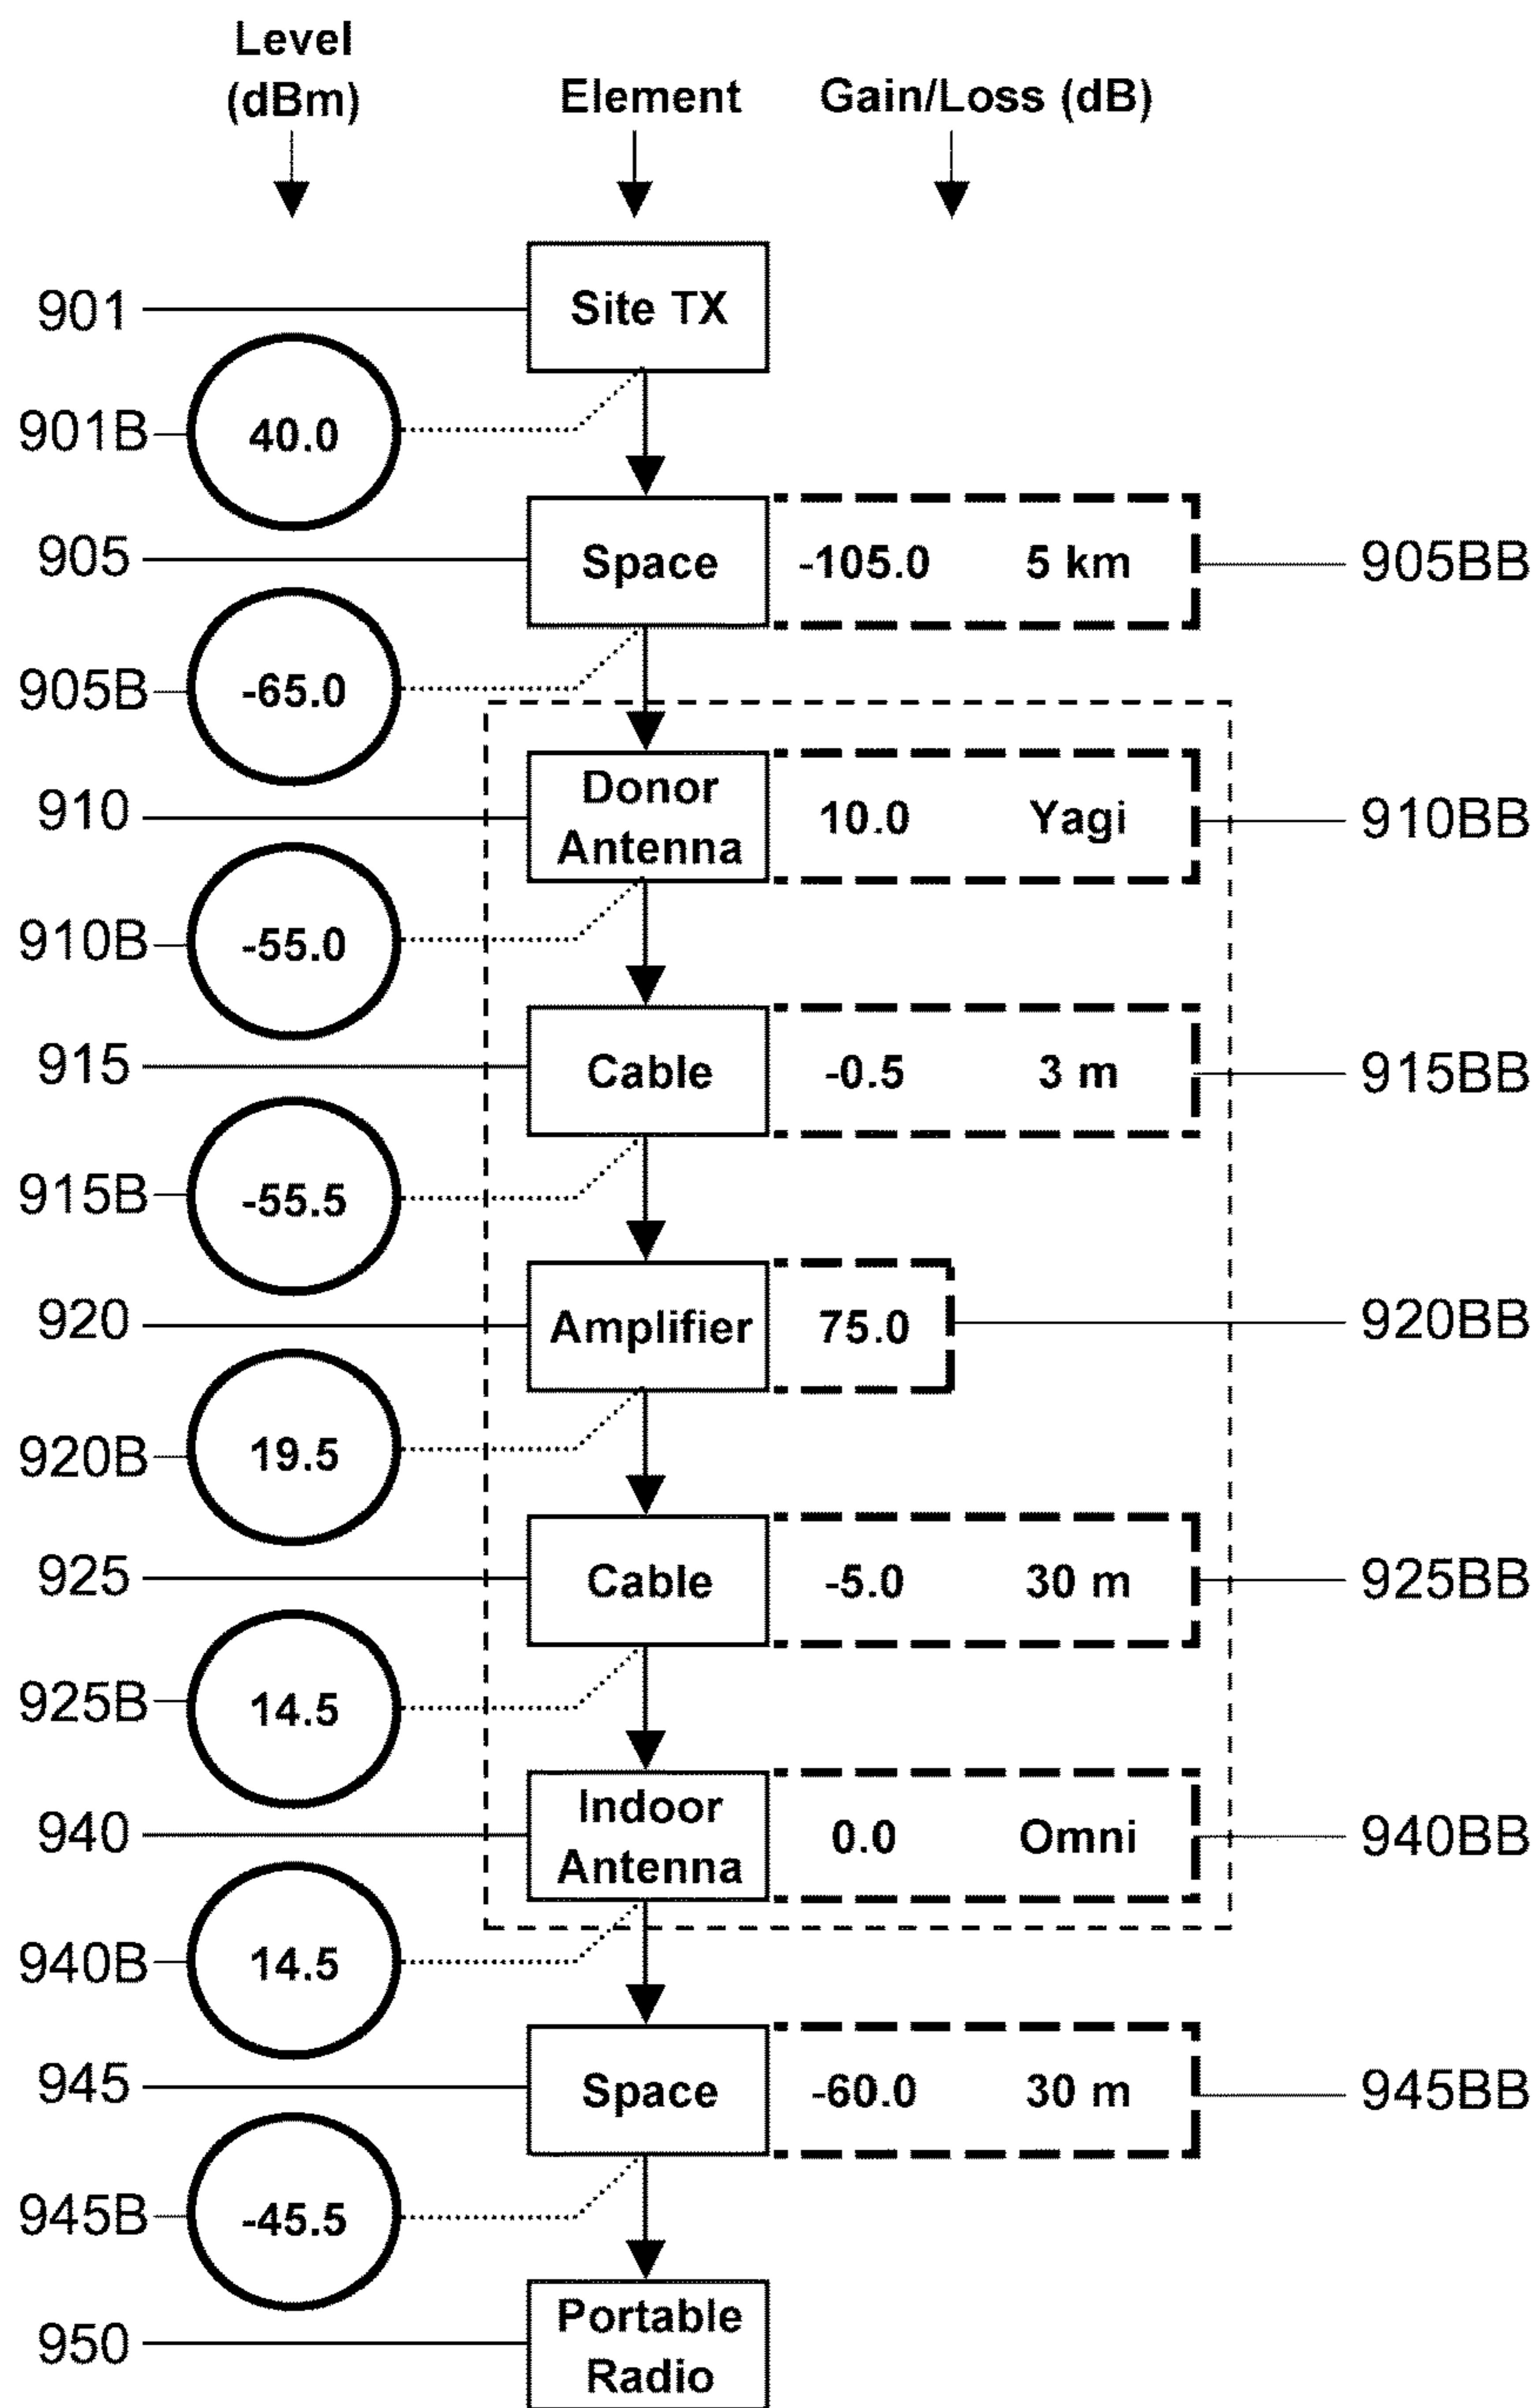 Level
(dBm)
Element
Gain/Loss (dB)
901
Site TX
901B
40.0
905
Space
-105.0 5 km
905BB
905B
-65.0
910
Donor
Antenna
10.0 Yagi
910BB
910B
-55.0
915
Cable
-0.5 3 m
915BB
915B
-55.5
920
Amplifier
75.0
920BB
920B
19.5
925
Cable
-5.0 30 m
925BB
925B
14.5
940
Indoor
Antenna
0.0 Omni
940BB
940B
14.5
945
Space
-60.0 30 m
945BB
945B
-45.5
950
Portable
Radio